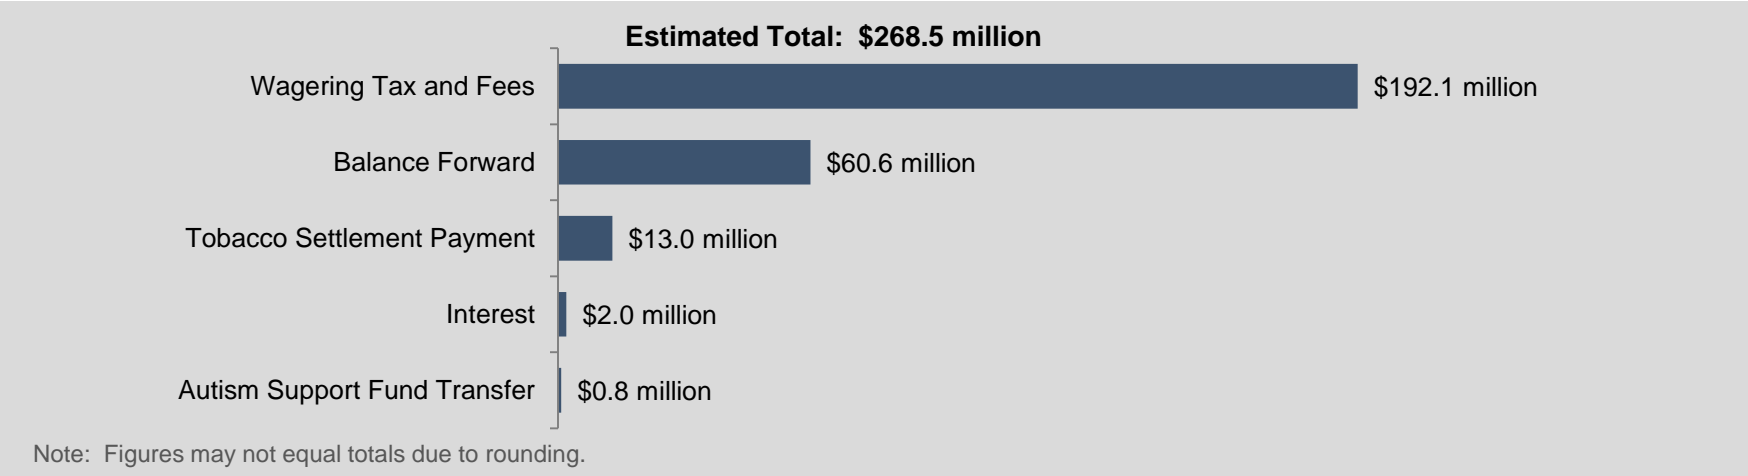 Estimated Total:  $268.5 million
Wagering Tax and Fees $192.1 million
Balance Forward $60.6 million
Tobacco Settlement Payment $13.0 million
Interest $2.0 million
Autism Support Fund Transfer $0.8 million
Note:  Figures may not equal totals due to rounding.